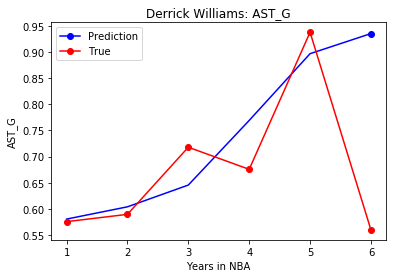 Derrick Williams: AST_G
Prediction
True
0.95
0.90
0.85
0.80
0.75
0.70
0.65
0.60
0.55
AST_G
1 2 3 4 5 6
Years in NBA